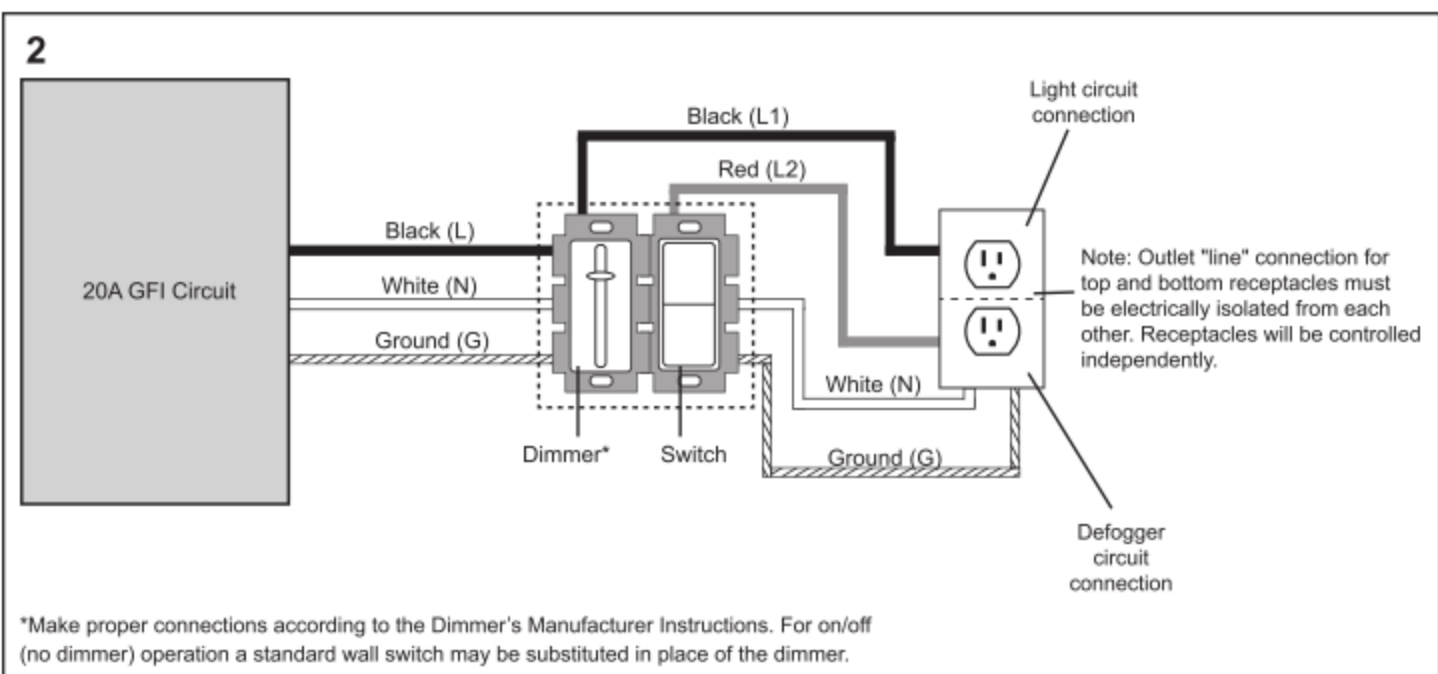 2
20A GFI Circuit
Black (L)
White (N)
Ground (G)
Black (L1)
Red (L2)
Dimmer*
Switch
White (N)
Ground (G)
Light circuit
connection
Note: Outlet "line" connection for
top and bottom receptacles must
be electrically isolated from each
other. Receptacles will be controlled
independently.
Defogger
circuit
connection
*Make proper connections according to the Dimmer's Manufacturer Instructions. For on/off
(no dimmer) operation a standard wall switch may be substituted in place of the dimmer.